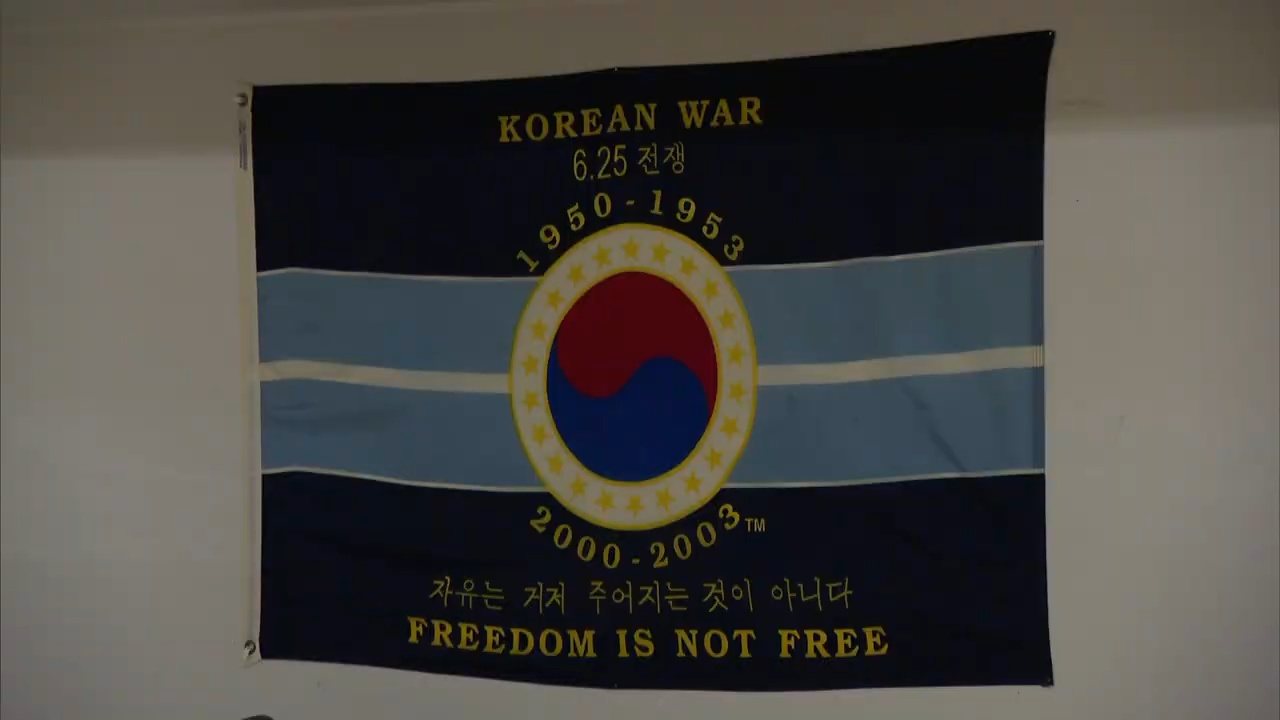 KOREAN WAR
6.25 전쟁
1950-1953
2000-2003™
자유는 거저 주어지는 것이 아니다
FREEDOM IS NOT FREE